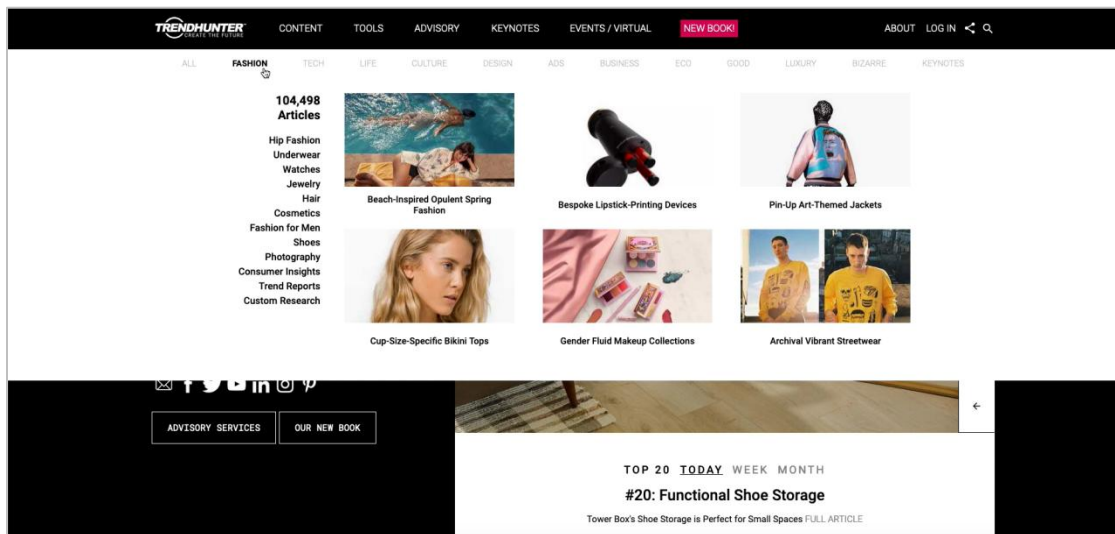 TRENDHUNTER
CREATE THE FUTURE
CONTENT TOOLS ADVISORY KEYNOTES EVENTS / VIRTUAL NEW BOOK! ABOUT LOG IN
ALL FASHION TECH LIFE CULTURE DESIGN ADS BUSINESS ECO GOOD LUXURY BIZARRE KEYNOTES
104,498
Articles
Hip Fashion
Underwear
Watches
Jewelry
Hair
Cosmetics
Fashion for Men
Shoes
Photography
Consumer Insights
Trend Reports
Custom Research
Beach-Inspired Opulent Spring
Fashion
Bespoke Lipstick-Printing Devices
Pin-Up Art-Themed Jackets
Cup-Size-Specific Bikini Tops
Gender Fluid Makeup Collections
Archival Vibrant Streetwear
ADVISORY SERVICES OUR NEW BOOK
TOP 20 TODAY WEEK MONTH
#20: Functional Shoe Storage
Tower Box's Shoe Storage is Perfect for Small Spaces FULL ARTICLE